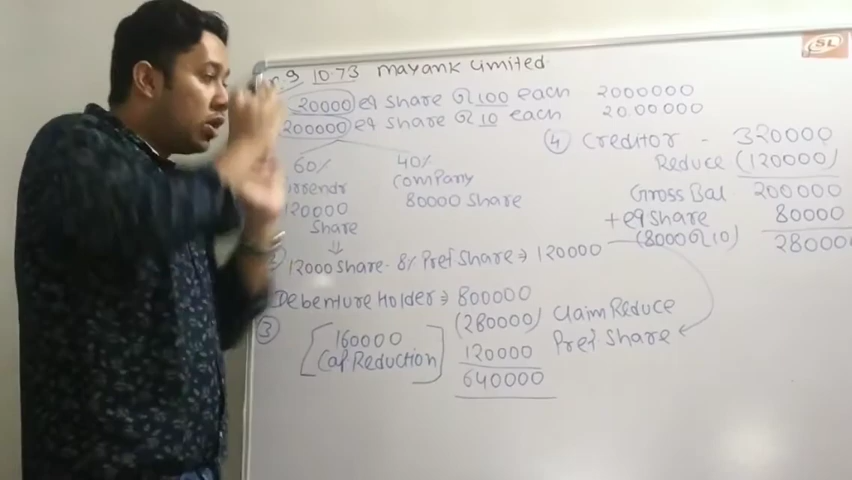 9 10.73 Mayank Limited
20000 eq share @ 100 each 2000000
200000 eq share @ 10 each 20,00000
60% 40%
Company
120000 80000 share
Share
⇓
12000 share - 8% Pref share → 120000
Debenture Holder → 800000
(280000) Claim Reduce
120000 Pref share
640000
③ [160000
Cap Reduction]
④ Creditor - 320000
Reduce (120000)
Gross Bal 200000
+ eq share 80000
(8000 @ 10) 280000
SL